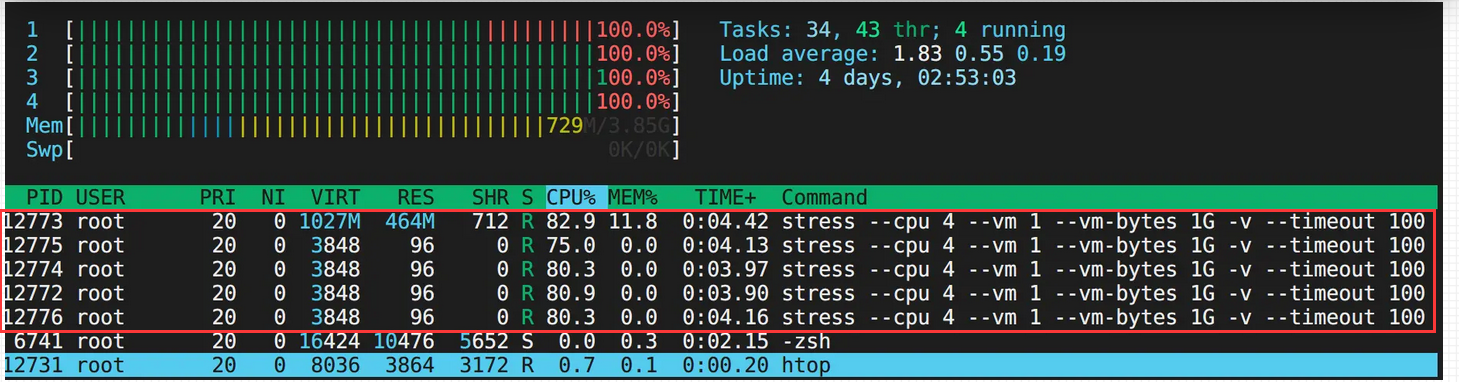 1 [||||||||||||||||||||||||||||||||||||||||||100.0%] Tasks: 34, 43 thr; 4 running
2 [||||||||||||||||||||||||||||||||||||||||||100.0%] Load average: 1.83 0.55 0.19
3 [||||||||||||||||||||||||||||||||||||||||||100.0%] Uptime: 4 days, 02:53:03
4 [||||||||||||||||||||||||||||||||||||||||||100.0%]
Mem[||||||||||||||||||||||||||||||||||||||729M/3.85G]
Swp[ 0K/0K]
PID USER PRI NI VIRT RES SHR S CPU% MEM% TIME+ Command
12773 root 20 0 1027M 464M 712 R 82.9 11.8 0:04.42 stress --cpu 4 --vm 1 --vm-bytes 1G -v --timeout 100
12775 root 20 0 3848 96 0 R 75.0 0.0 0:04.13 stress --cpu 4 --vm 1 --vm-bytes 1G -v --timeout 100
12774 root 20 0 3848 96 0 R 80.3 0.0 0:03.97 stress --cpu 4 --vm 1 --vm-bytes 1G -v --timeout 100
12772 root 20 0 3848 96 0 R 80.9 0.0 0:03.90 stress --cpu 4 --vm 1 --vm-bytes 1G -v --timeout 100
12776 root 20 0 3848 96 0 R 80.3 0.0 0:04.16 stress --cpu 4 --vm 1 --vm-bytes 1G -v --timeout 100
6741 root 20 0 16424 10476 5652 S 0.0 0.3 0:02.15 -zsh
12731 root 20 0 8036 3864 3172 R 0.7 0.1 0:00.20 htop